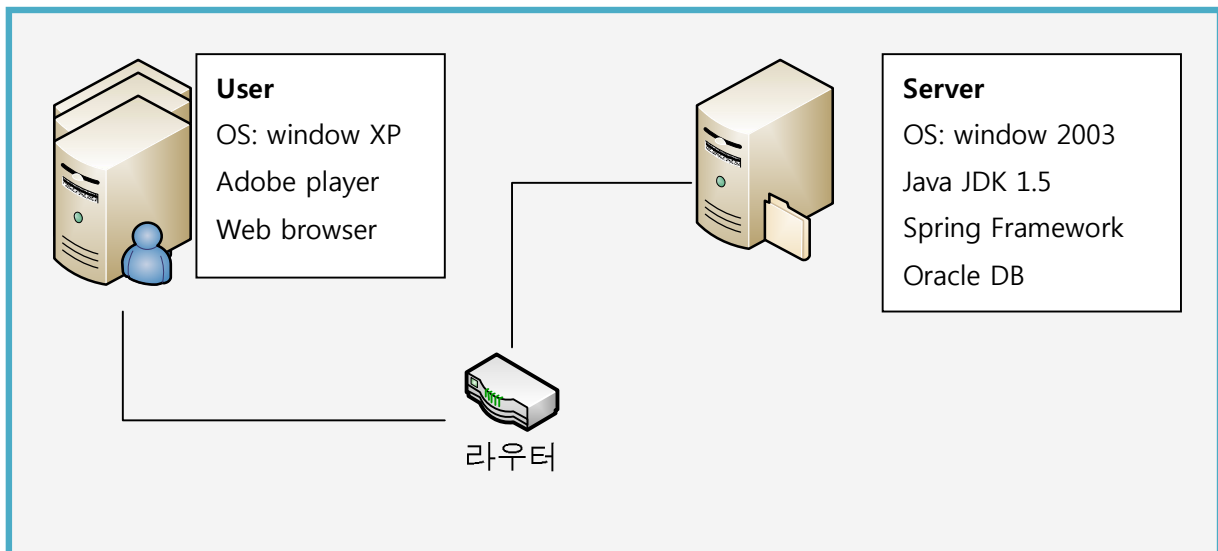 User
OS: window XP
Adobe player
Web browser
Server
OS: window 2003
Java JDK 1.5
Spring Framework
Oracle DB
라우터